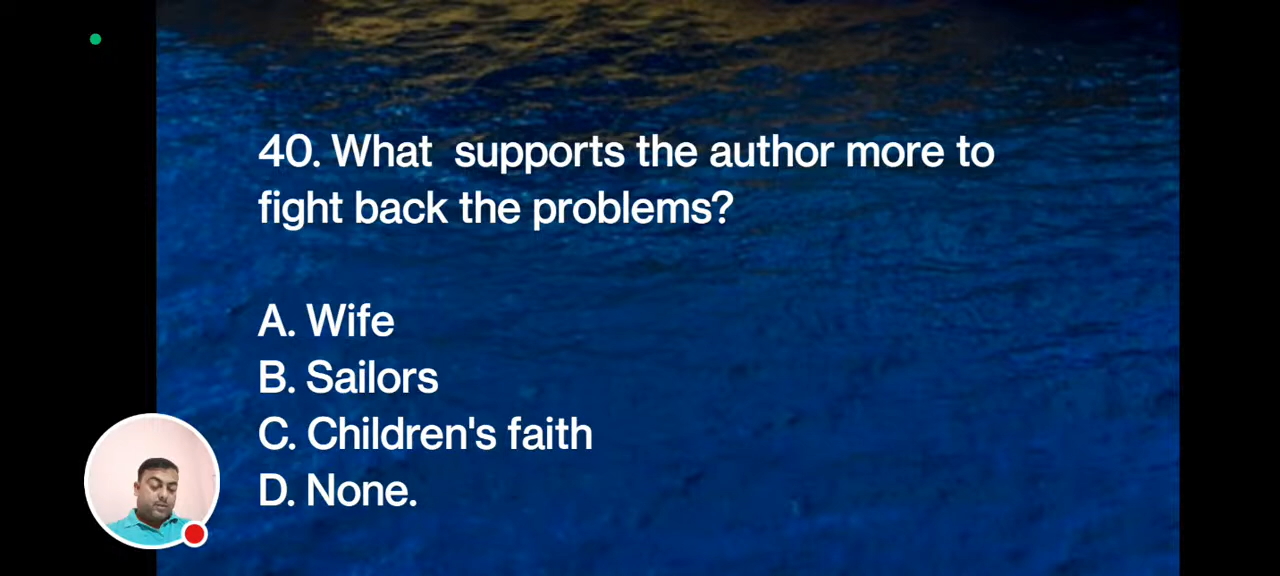 40. What  supports the author more to
fight back the problems?
A. Wife
B. Sailors
C. Children's faith
D. None.